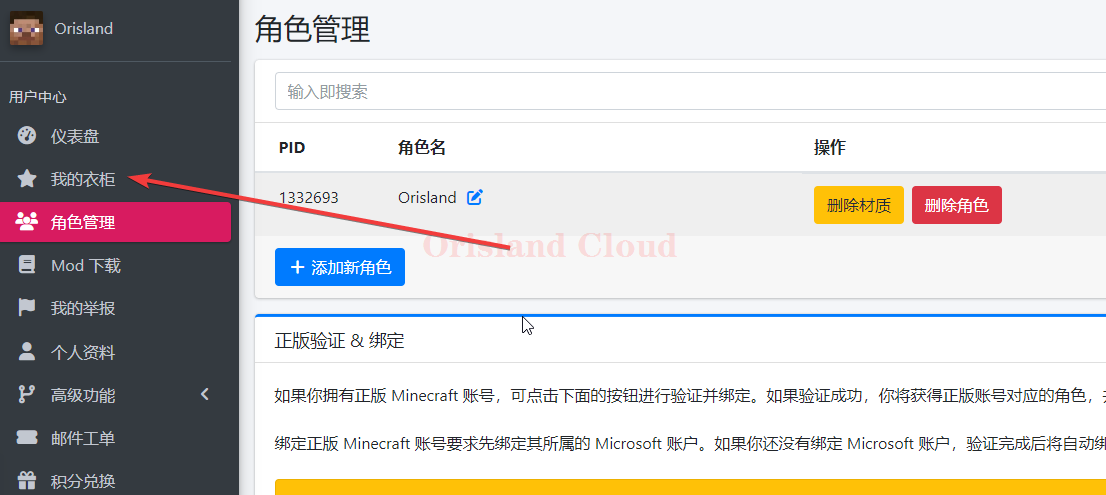 Orisland
用户中心
仪表盘
我的衣柜
角色管理
Mod 下载
我的举报
个人资料
高级功能
邮件工单
积分兑换
角色管理
输入即搜索
PID 角色名 操作
1332693 Orisland 删除材质 删除角色
Orisland Cloud
添加新角色
正版验证 & 绑定
如果你拥有正版 Minecraft 账号，可点击下面的按钮进行验证并绑定。如果验证成功，你将获得正版账号对应的角色，
绑定正版 Minecraft 账号要求先绑定其所属的 Microsoft 账户。如果你还没有绑定 Microsoft 账户，验证完成后将自动